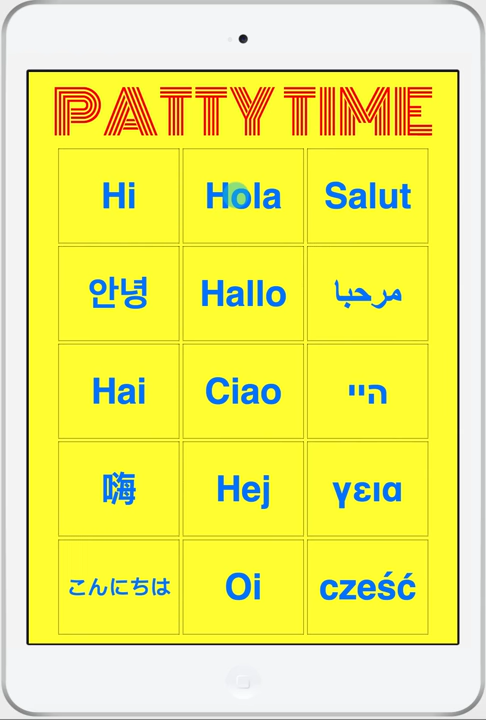 PATTY TIME
Hi Hola Salut
안녕 Hallo مرحبا
Hai Ciao היי
嗨 Hej γεια
こんにちは Oi cześć